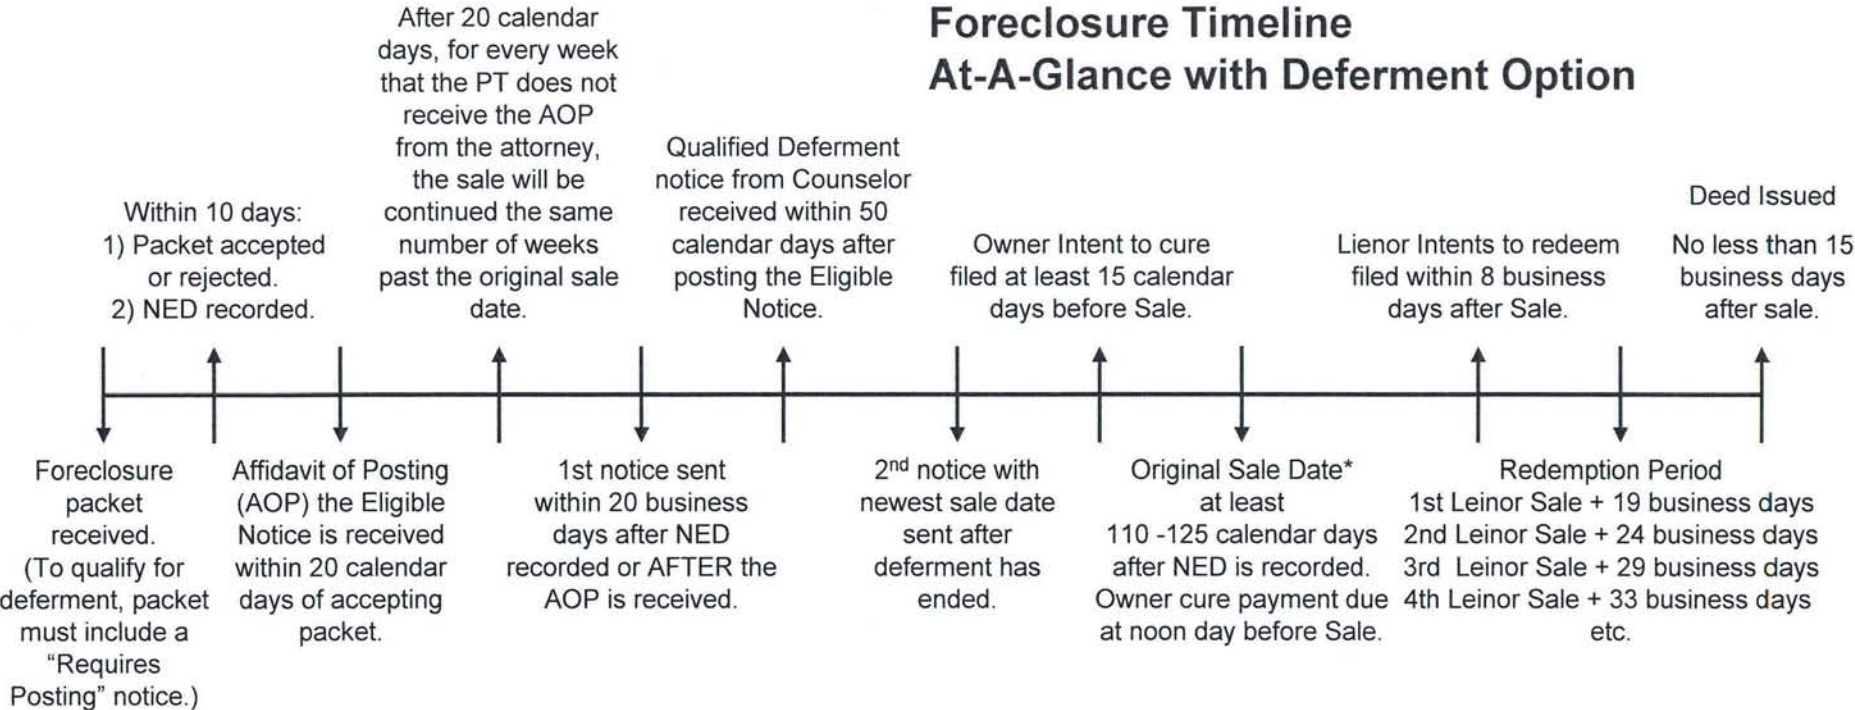 Foreclosure Timeline
At-A-Glance with Deferment Option
Within 10 days:
1) Packet accepted
or rejected.
2) NED recorded.
After 20 calendar
days, for every week
that the PT does not
receive the AOP
from the attorney,
the sale will be
continued the same
number of weeks
past the original sale
date.
Qualified Deferment
notice from Counselor
received within 50
calendar days after
posting the Eligible
Notice.
Owner Intent to cure
filed at least 15 calendar
days before Sale.
Lienor Intents to redeem
filed within 8 business
days after Sale.
Deed Issued
No less than 15
business days
after sale.
Foreclosure
packet
received.
(To qualify for
deferment, packet
must include a
“Requires
Posting” notice.)
Affidavit of Posting
(AOP) the Eligible
Notice is received
within 20 calendar
days of accepting
packet.
1st notice sent
within 20 business
days after NED
recorded or AFTER the
AOP is received.
2nd notice with
newest sale date
sent after
deferment has
ended.
Original Sale Date*
at least
110 -125 calendar days
after NED is recorded.
Owner cure payment due
at noon day before Sale.
Redemption Period
1st Leinor Sale + 19 business days
2nd Leinor Sale + 24 business days
3rd Leinor Sale + 29 business days
4th Leinor Sale + 33 business days
etc.